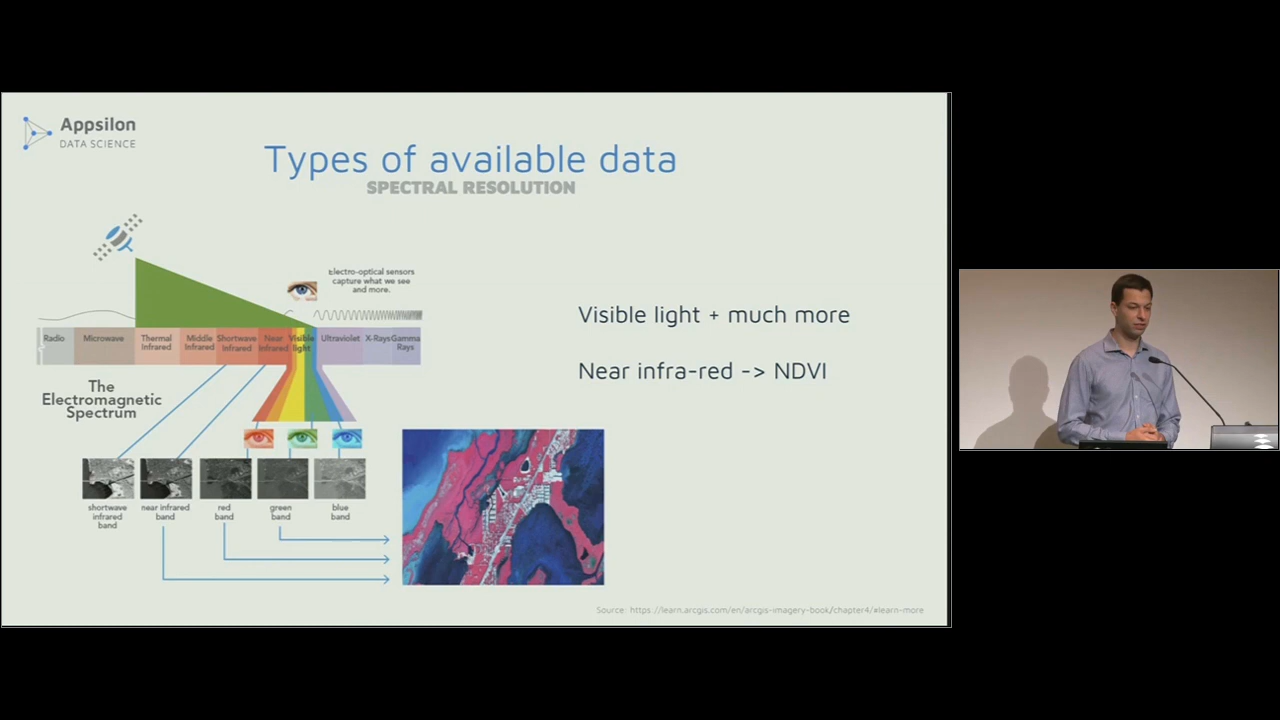 Appsilon
DATA SCIENCE
Types of available data
SPECTRAL RESOLUTION
Electro-optical sensors
capture what we see
and more.
Radio
Microwave
Thermal
Infrared
Middle
Infrared
Shortwave
Infrared
Near
Infrared
Visible
light
Ultraviolet
X-Rays
Gamma
Rays
The
Electromagnetic
Spectrum
Visible light + much more
Near infra-red -> NDVI
shortwave
infrared
band
near infrared
band
red
band
green
band
blue
band
Source: https://learn.arcgis.com/en/arcgis-imagery-book/chapter4/#learn-more